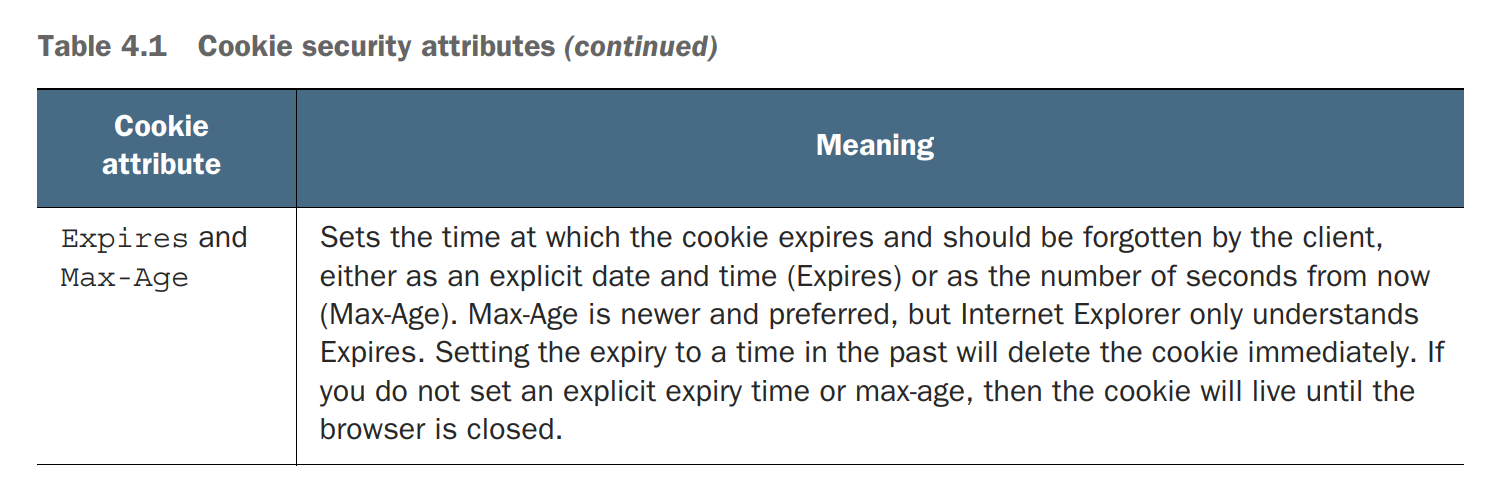 Table 4.1 Cookie security attributes (continued)
Cookie
attribute
Meaning
Expires and
Max-Age
Sets the time at which the cookie expires and should be forgotten by the client,
either as an explicit date and time (Expires) or as the number of seconds from now
(Max-Age). Max-Age is newer and preferred, but Internet Explorer only understands
Expires. Setting the expiry to a time in the past will delete the cookie immediately. If
you do not set an explicit expiry time or max-age, then the cookie will live until the
browser is closed.